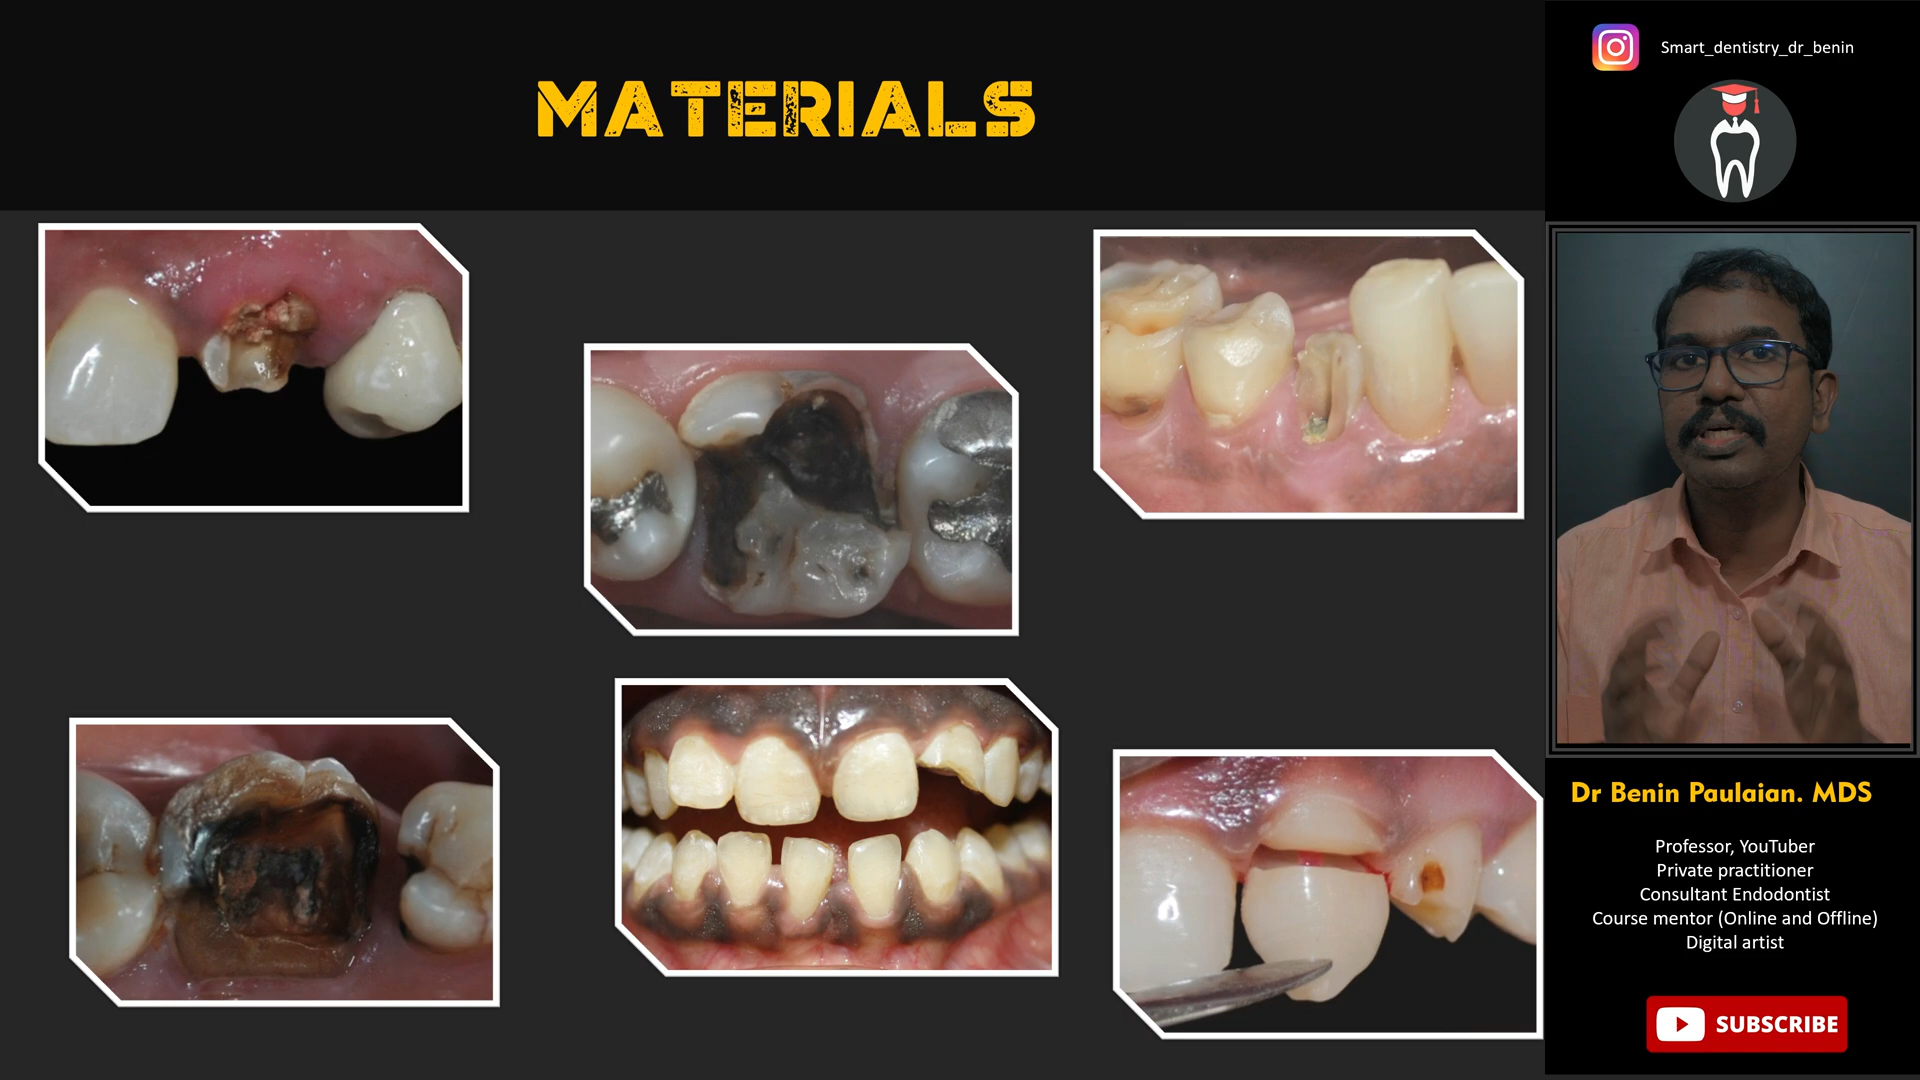 MATERIALS
Smart_dentistry_dr_benin
Dr Benin Paulaian. MDS
Professor, YouTuber
Private practitioner
Consultant Endodontist
Course mentor (Online and Offline)
Digital artist
SUBSCRIBE